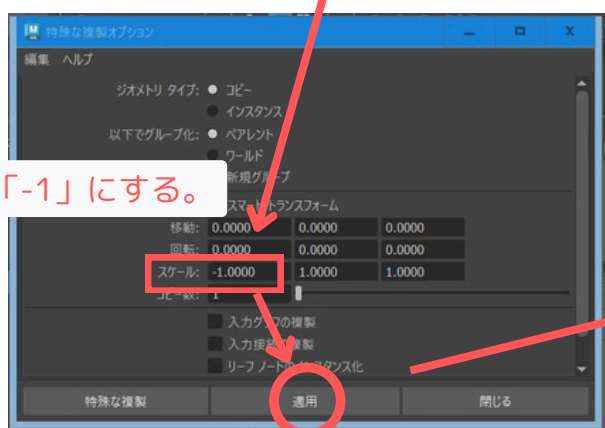 特殊な複製オプション
編集 ヘルプ
ジオメトリ タイプ: コピー
インスタンス
以下でグループ化: ペアレント
ワールド
新規グループ
「-1」にする。
スマート トランスフォーム
移動: 0.0000 0.0000 0.0000
回転: 0.0000 0.0000 0.0000
スケール: -1.0000 1.0000 1.0000
コピー数: 1
入力グラフの複製
入力接続の複製
リーフ ノードのインスタンス化
特殊な複製 適用 閉じる